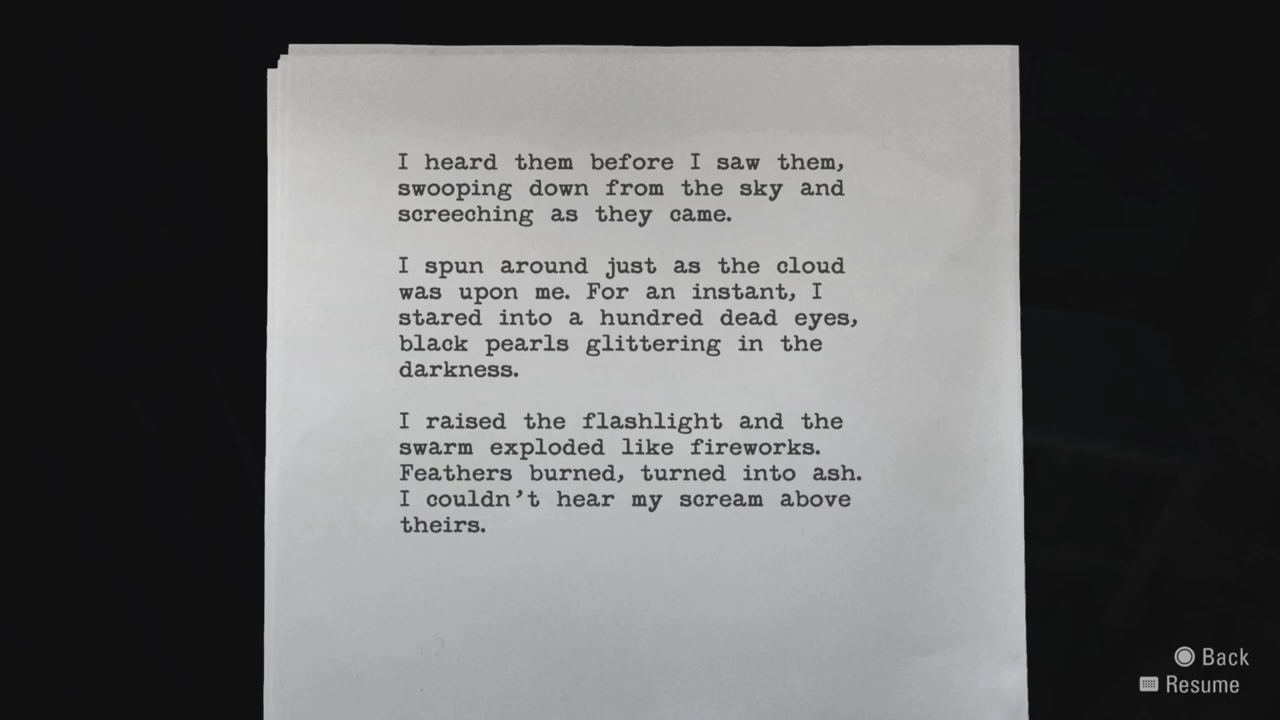 I heard them before I saw them,
swooping down from the sky and
screeching as they came.
I spun around just as the cloud
was upon me. For an instant, I
stared into a hundred dead eyes,
black pearls glittering in the
darkness.
I raised the flashlight and the
swarm exploded like fireworks.
Feathers burned, turned into ash.
I couldn't hear my scream above
theirs.
Back
Resume